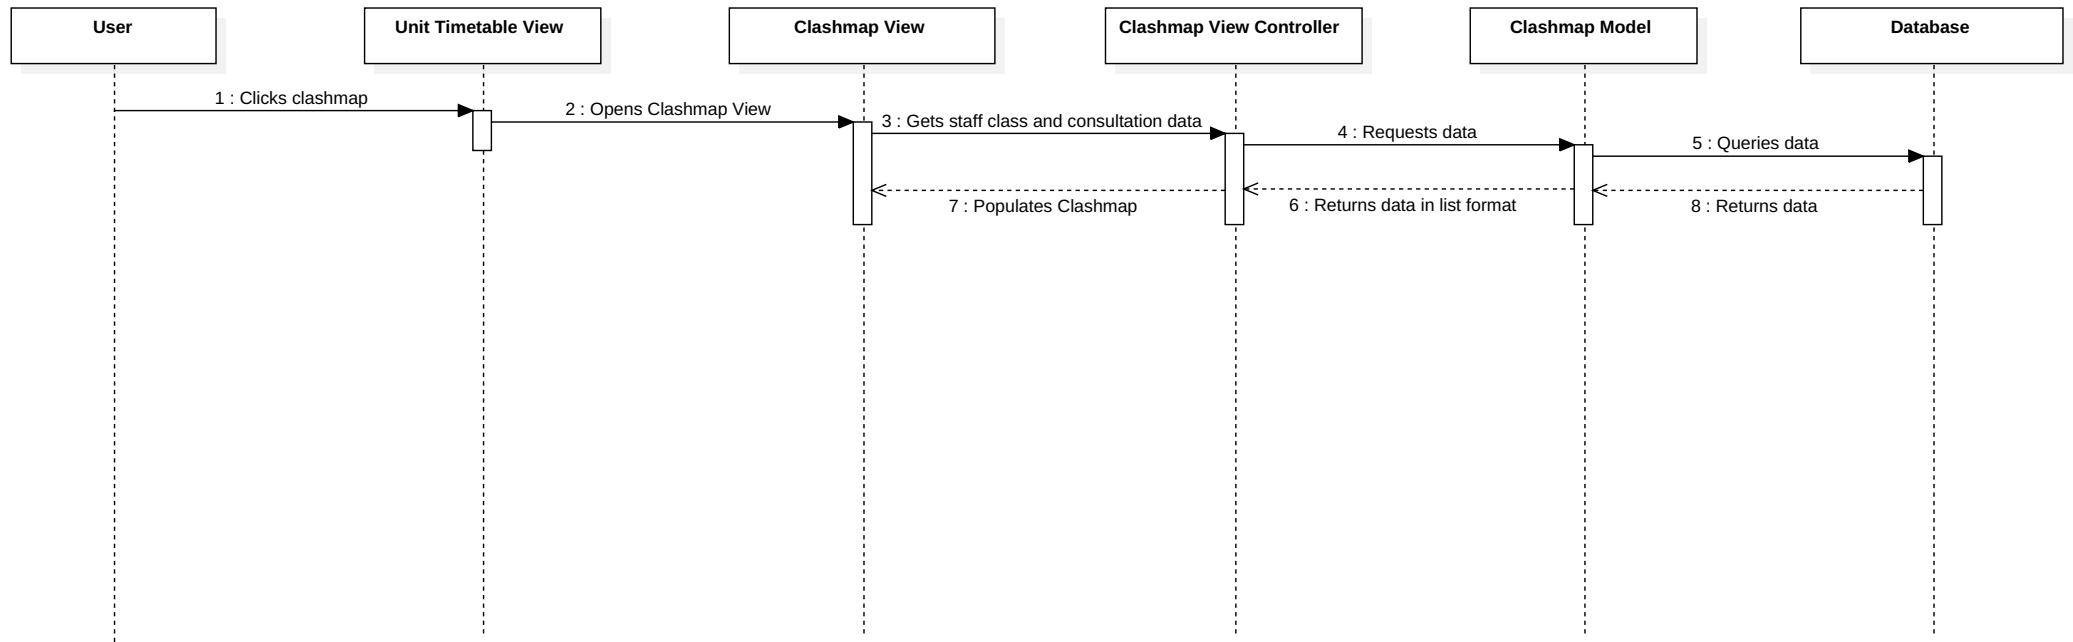 User
Unit Timetable View
Clashmap View
Clashmap View Controller
Clashmap Model
Database
1 : Clicks clashmap
2 : Opens Clashmap View
3 : Gets staff class and consultation data
4 : Requests data
5 : Queries data
7 : Populates Clashmap
6 : Returns data in list format
8 : Returns data